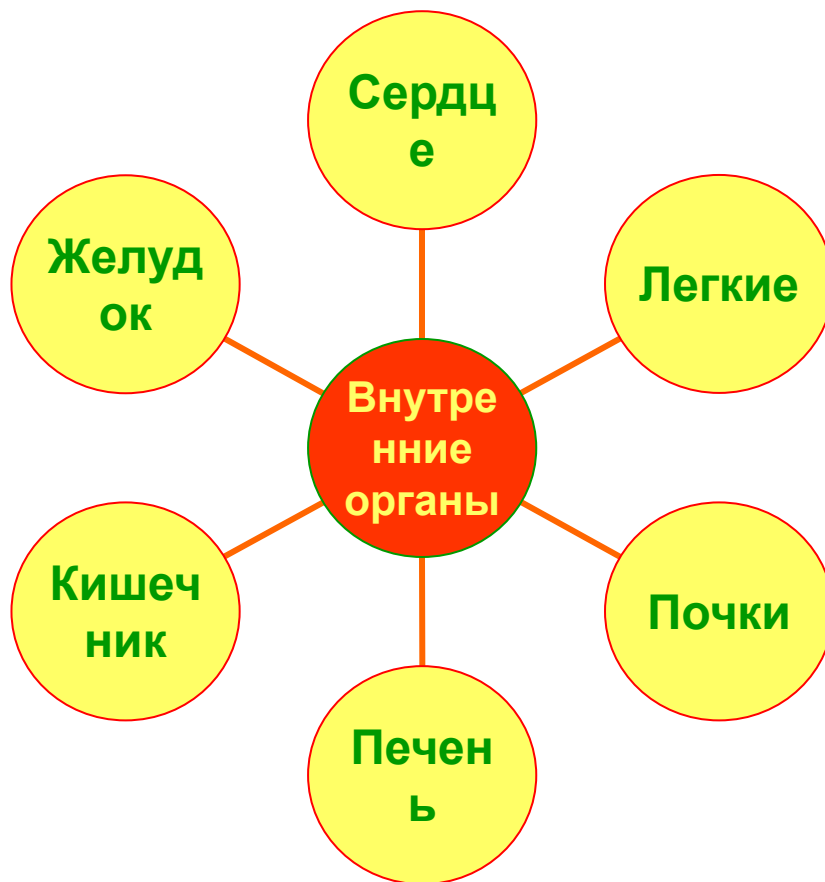 Сердц
е
Желуд
ок
Легкие
Внутре
нние
органы
Кишеч
ник
Почки
Печен
ь